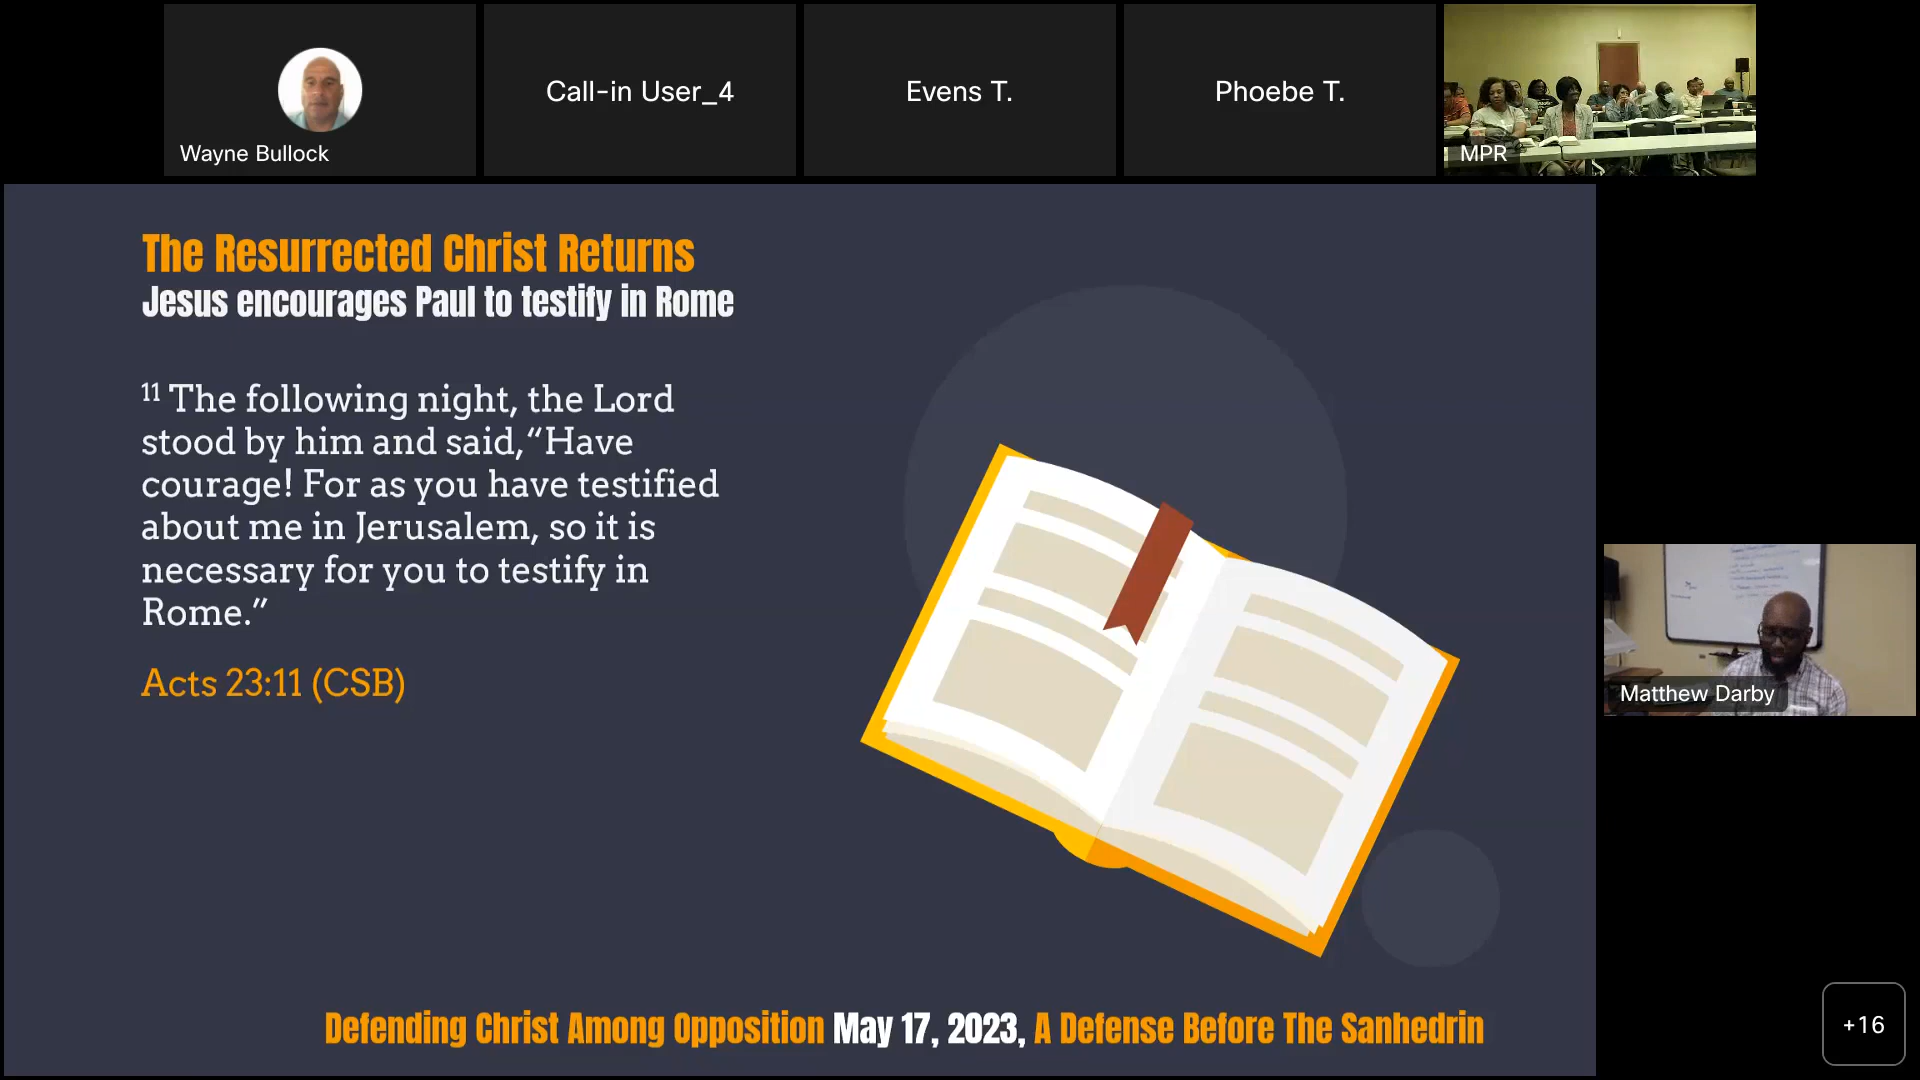 Wayne Bullock
Call-in User_4
Evens T.
Phoebe T.
MPR
The Resurrected Christ Returns
Jesus encourages Paul to testify in Rome
11 The following night, the Lord
stood by him and said,“Have
courage! For as you have testified
about me in Jerusalem, so it is
necessary for you to testify in
Rome.”
Acts 23:11 (CSB)
Matthew Darby
Defending Christ Among Opposition May 17, 2023, A Defense Before The Sanhedrin
+16